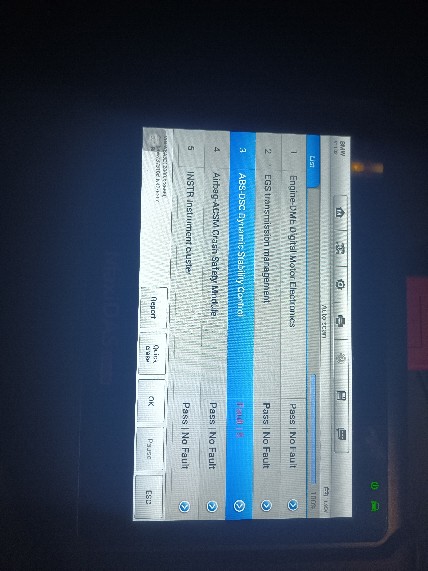 BMW
Auto Scan
100%
List
1 Engine-DME Digital Motor Electronics Pass | No Fault
2 EGS Transmission management Pass | No Fault
3 ABS-DSC Dynamic Stability Control
4 Airbag-ACSM Crash Safety Module Pass | No Fault
5 INSTR Instrument cluster Pass | No Fault
Report
Quick erase
OK
Pause
ESC